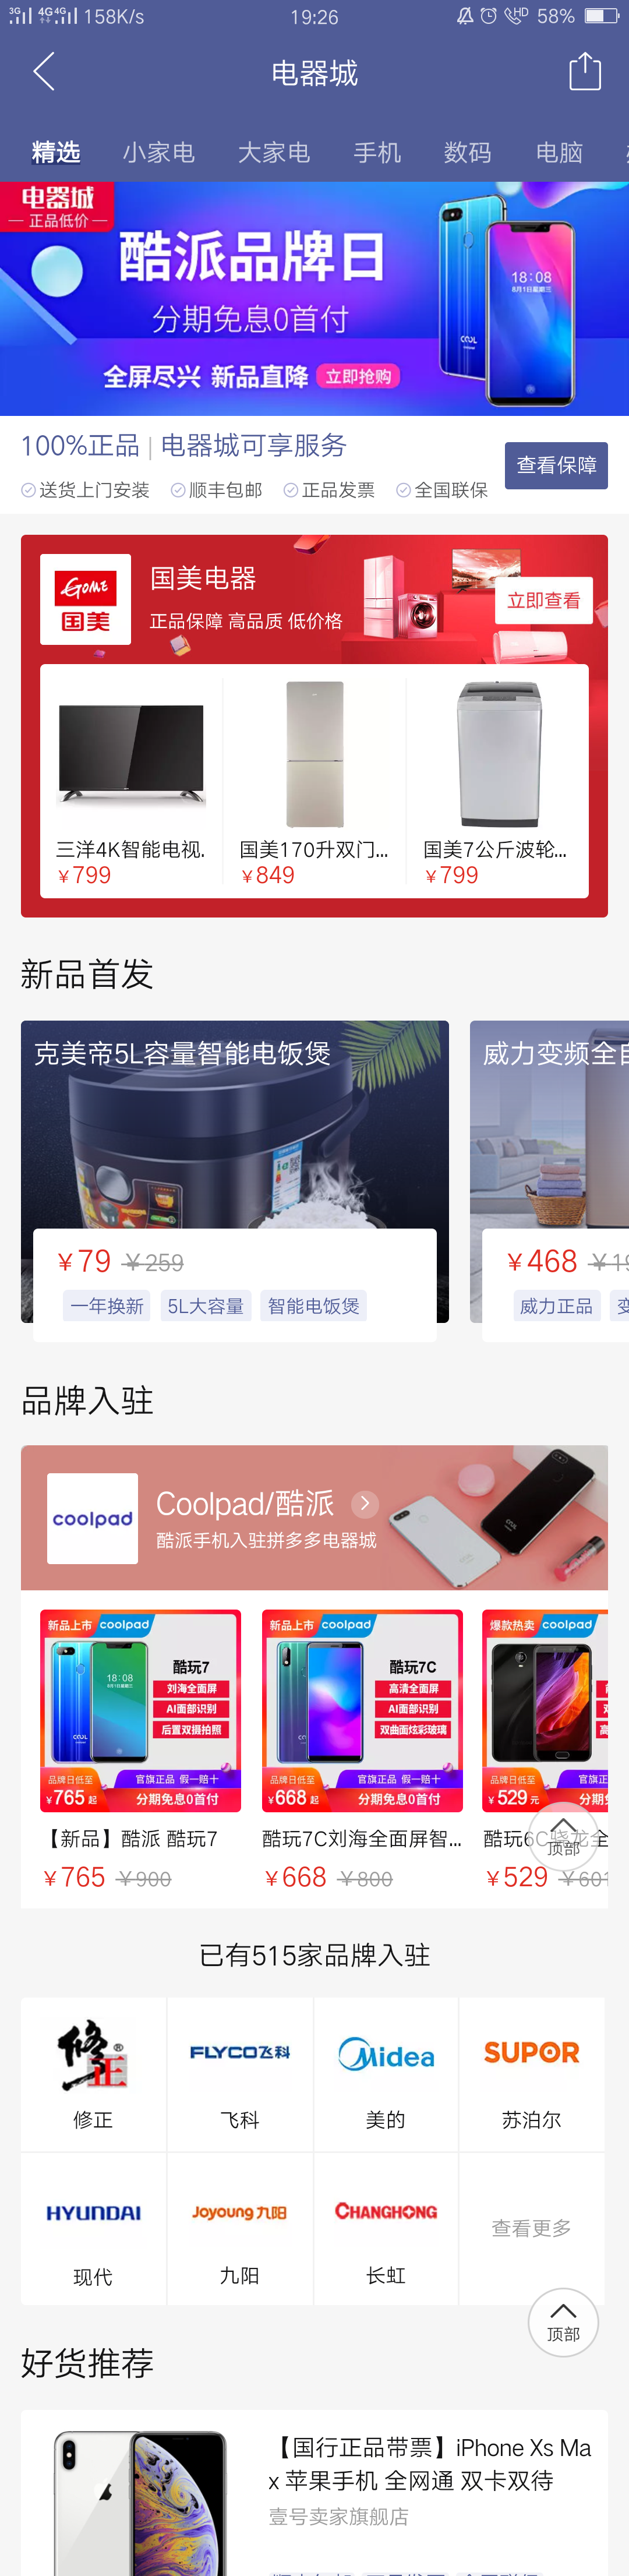 3G 4G 4G 158K/s 19:26 HD 58%
电器城
精选 小家电 大家电 手机 数码 电脑
电器城
正品低价
酷派品牌日
分期免息0首付
全屏尽兴 新品直降 立即抢购
18:08
8月1日星期三
COOL
100%正品 | 电器城可享服务
查看保障
送货上门安装 顺丰包邮 正品发票 全国联保
GOME
国美
国美电器
正品保障 高品质 低价格
立即查看
三洋4K智能电视.
国美170升双门...
国美7公斤波轮...
¥799
¥849
¥799
新品首发
克美帝5L容量智能电饭煲
威力变频全自
¥79 ¥259
¥468 ¥19
一年换新 5L大容量 智能电饭煲
威力正品 变
品牌入驻
coolpad
Coolpad/酷派
酷派手机入驻拼多多电器城
新品上市 coolpad
酷玩7
刘海全面屏
AI面部识别
后置双摄拍照
18:08
COOL
品牌日低至
¥765起
官旗正品 假一赔十
分期免息0首付
新品上市 coolpad
酷玩7C
高清全面屏
AI面部识别
双曲面炫彩玻璃
品牌日低至
¥668起
官旗正品 假一赔十
分期免息0首付
爆款热卖 coolpad
品牌日低至
¥529元
官旗正品
分期免
【新品】酷派 酷玩7
酷玩7C刘海全面屏智...
酷玩6C骁龙全
顶部
¥765 ¥900
¥668 ¥800
¥529 ¥601
已有515家品牌入驻
修正®
FLYCO飞科
Midea
SUPOR
修正
飞科
美的
苏泊尔
HYUNDAI
Joyoung九阳
CHANGHONG
查看更多
现代
九阳
长虹
顶部
好货推荐
【国行正品带票】iPhone Xs Ma
x 苹果手机 全网通 双卡双待
壹号卖家旗舰店